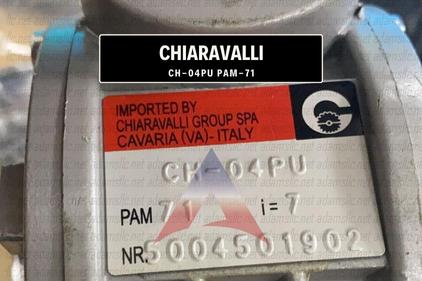 CHIARAVALLI
CH-04PU PAM-71
IMPORTED BY
CHIARAVALLI GROUP SPA
CAVARIA (VA)- ITALY
CH-04PU
PAM 71 i= 7
NR. 5004501902